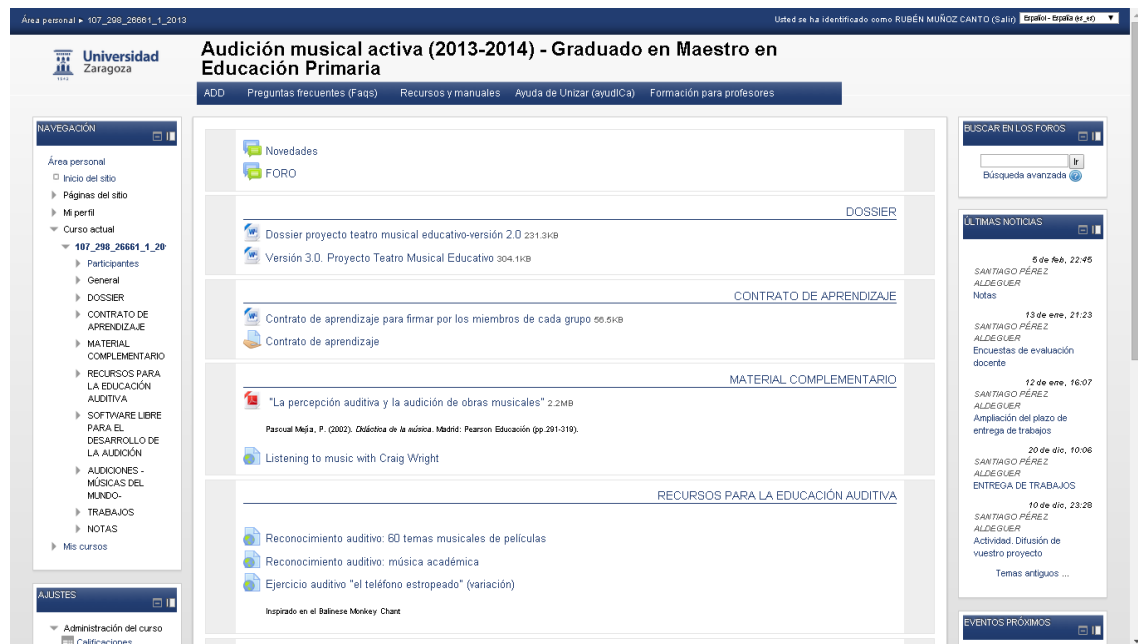 Área personal ► 107_298_26661_1_2013
Usted se ha identificado como RUBÉN MUÑOZ CANTO (Salir) Español - España (es_es)
Universidad
Zaragoza
1542
Audición musical activa (2013-2014) - Graduado en Maestro en
Educación Primaria
ADD Preguntas frecuentes (Faqs) Recursos y manuales Ayuda de Unizar (ayudICa) Formación para profesores
NAVEGACIÓN
Área personal
Inicio del sitio
Páginas del sitio
Mi perfil
Curso actual
107_298_26661_1_20
Participantes
General
DOSSIER
CONTRATO DE
APRENDIZAJE
MATERIAL
COMPLEMENTARIO
RECURSOS PARA
LA EDUCACIÓN
AUDITIVA
SOFTWARE LIBRE
PARA EL
DESARROLLO DE
LA AUDICIÓN
AUDICIONES -
MÚSICAS DEL
MUNDO-
TRABAJOS
NOTAS
Mis cursos
AJUSTES
Administración del curso
Calificaciones
Novedades
FORO
DOSSIER
Dossier proyecto teatro musical educativo-versión 2.0 231.3KB
Versión 3.0. Proyecto Teatro Musical Educativo 304.1KB
CONTRATO DE APRENDIZAJE
Contrato de aprendizaje para firmar por los miembros de cada grupo 56.5KB
Contrato de aprendizaje
MATERIAL COMPLEMENTARIO
"La percepción auditiva y la audición de obras musicales" 2.2MB
Pascual Mejía, P. (2002). Didáctica de la música. Madrid: Pearson Educación (pp.291-319).
Listening to music with Craig Wright
RECURSOS PARA LA EDUCACIÓN AUDITIVA
Reconocimiento auditivo: 60 temas musicales de películas
Reconocimiento auditivo: música académica
Ejercicio auditivo "el teléfono estropeado" (variación)
Inspirado en el Balinese Monkey Chant
BUSCAR EN LOS FOROS
Ir
Búsqueda avanzada
ÚLTIMAS NOTICIAS
5 de feb, 22:45
SANTIAGO PÉREZ
ALDEGUER
Notas
13 de ene, 21:23
SANTIAGO PÉREZ
ALDEGUER
Encuestas de evaluación
docente
12 de ene, 16:07
SANTIAGO PÉREZ
ALDEGUER
Ampliación del plazo de
entrega de trabajos
20 de dic, 10:06
SANTIAGO PÉREZ
ALDEGUER
ENTREGA DE TRABAJOS
10 de dic, 23:28
SANTIAGO PÉREZ
ALDEGUER
Actividad. Difusión de
vuestro proyecto
Temas antiguos ...
EVENTOS PRÓXIMOS